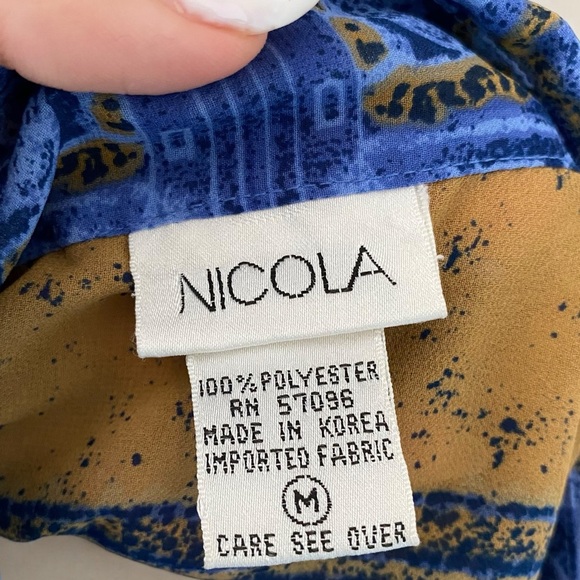 NICOLA
100% POLYESTER
RN 57096
MADE IN KOREA
IMPORTED FABRIC
M
CARE SEE OVER